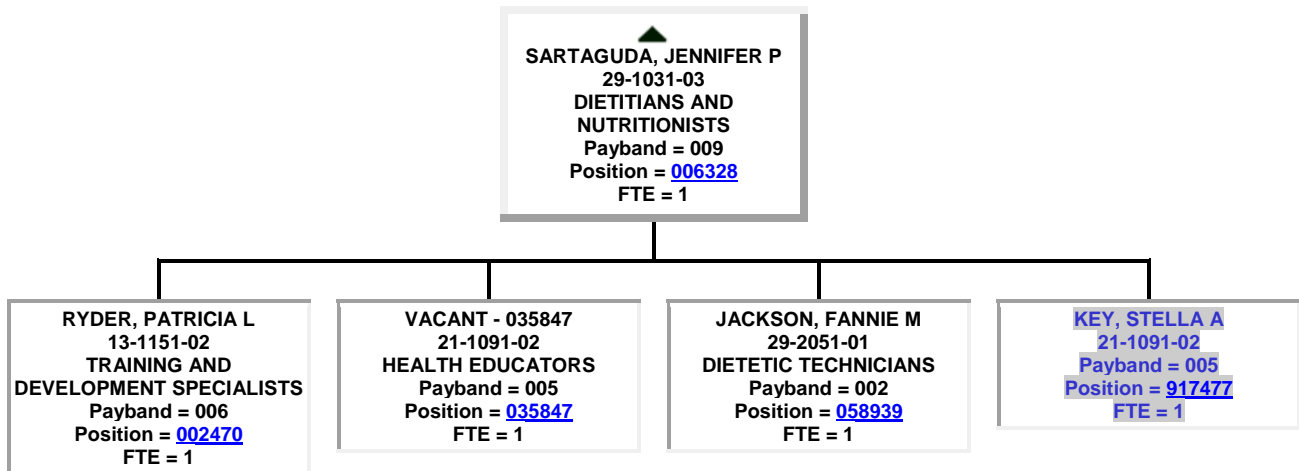 SARTAGUDA, JENNIFER P
29-1031-03
DIETITIANS AND
NUTRITIONISTS
Payband = 009
Position = 006328
FTE = 1
RYDER, PATRICIA L
13-1151-02
TRAINING AND
DEVELOPMENT SPECIALISTS
Payband = 006
Position = 002470
FTE = 1
VACANT - 035847
21-1091-02
HEALTH EDUCATORS
Payband = 005
Position = 035847
FTE = 1
JACKSON, FANNIE M
29-2051-01
DIETETIC TECHNICIANS
Payband = 002
Position = 058939
FTE = 1
KEY, STELLA A
21-1091-02
Payband = 005
Position = 917477
FTE = 1